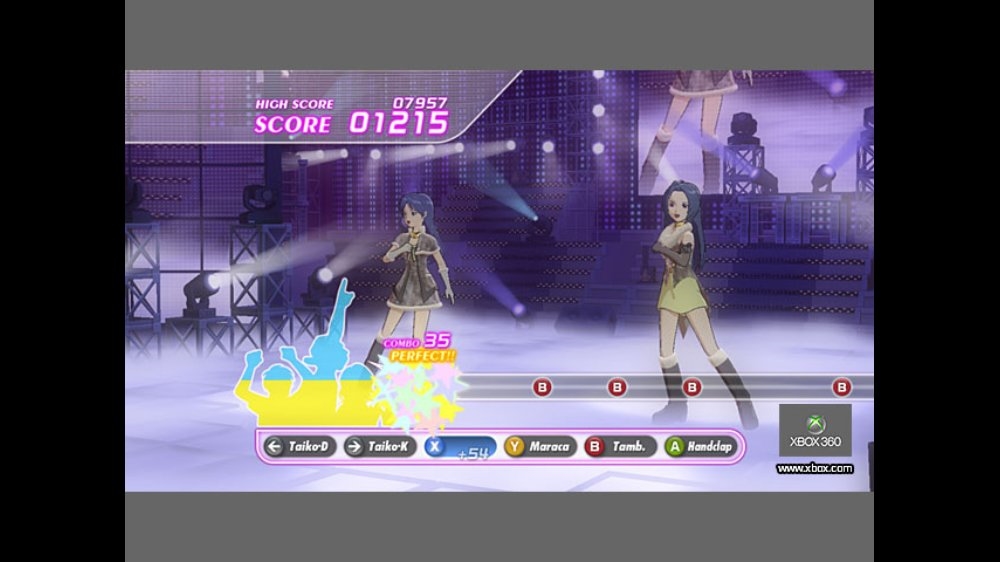 HIGH SCORE 07957
SCORE 01215
COMBO 35
PERFECT!!
B B B B
← Taiko-D → Taiko-K X +54 Y Maraca B Tamb. A Handclap
XBOX 360
www.xbox.com